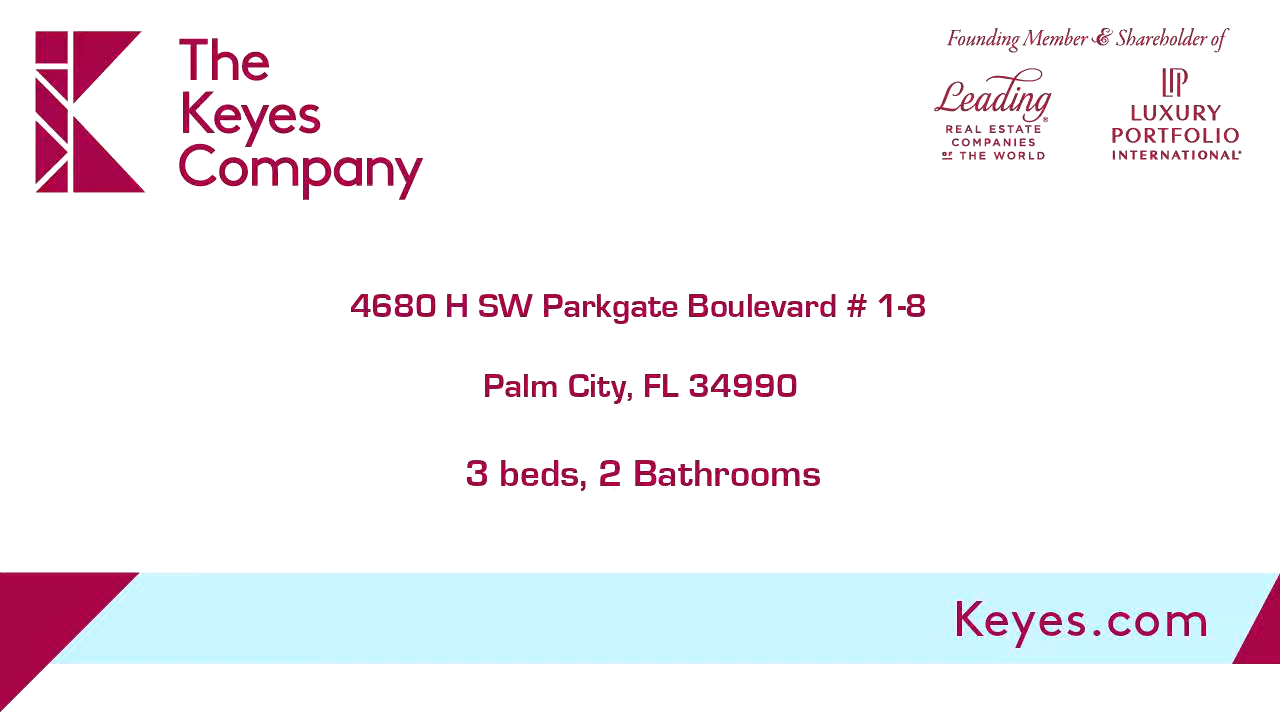 The
Keyes
Company
Founding Member & Shareholder of
Leading®
REAL ESTATE
COMPANIES
OF THE WORLD
LUXURY
PORTFOLIO
INTERNATIONAL®
4680 H SW Parkgate Boulevard # 1-8
Palm City, FL 34990
3 beds, 2 Bathrooms
Keyes.com